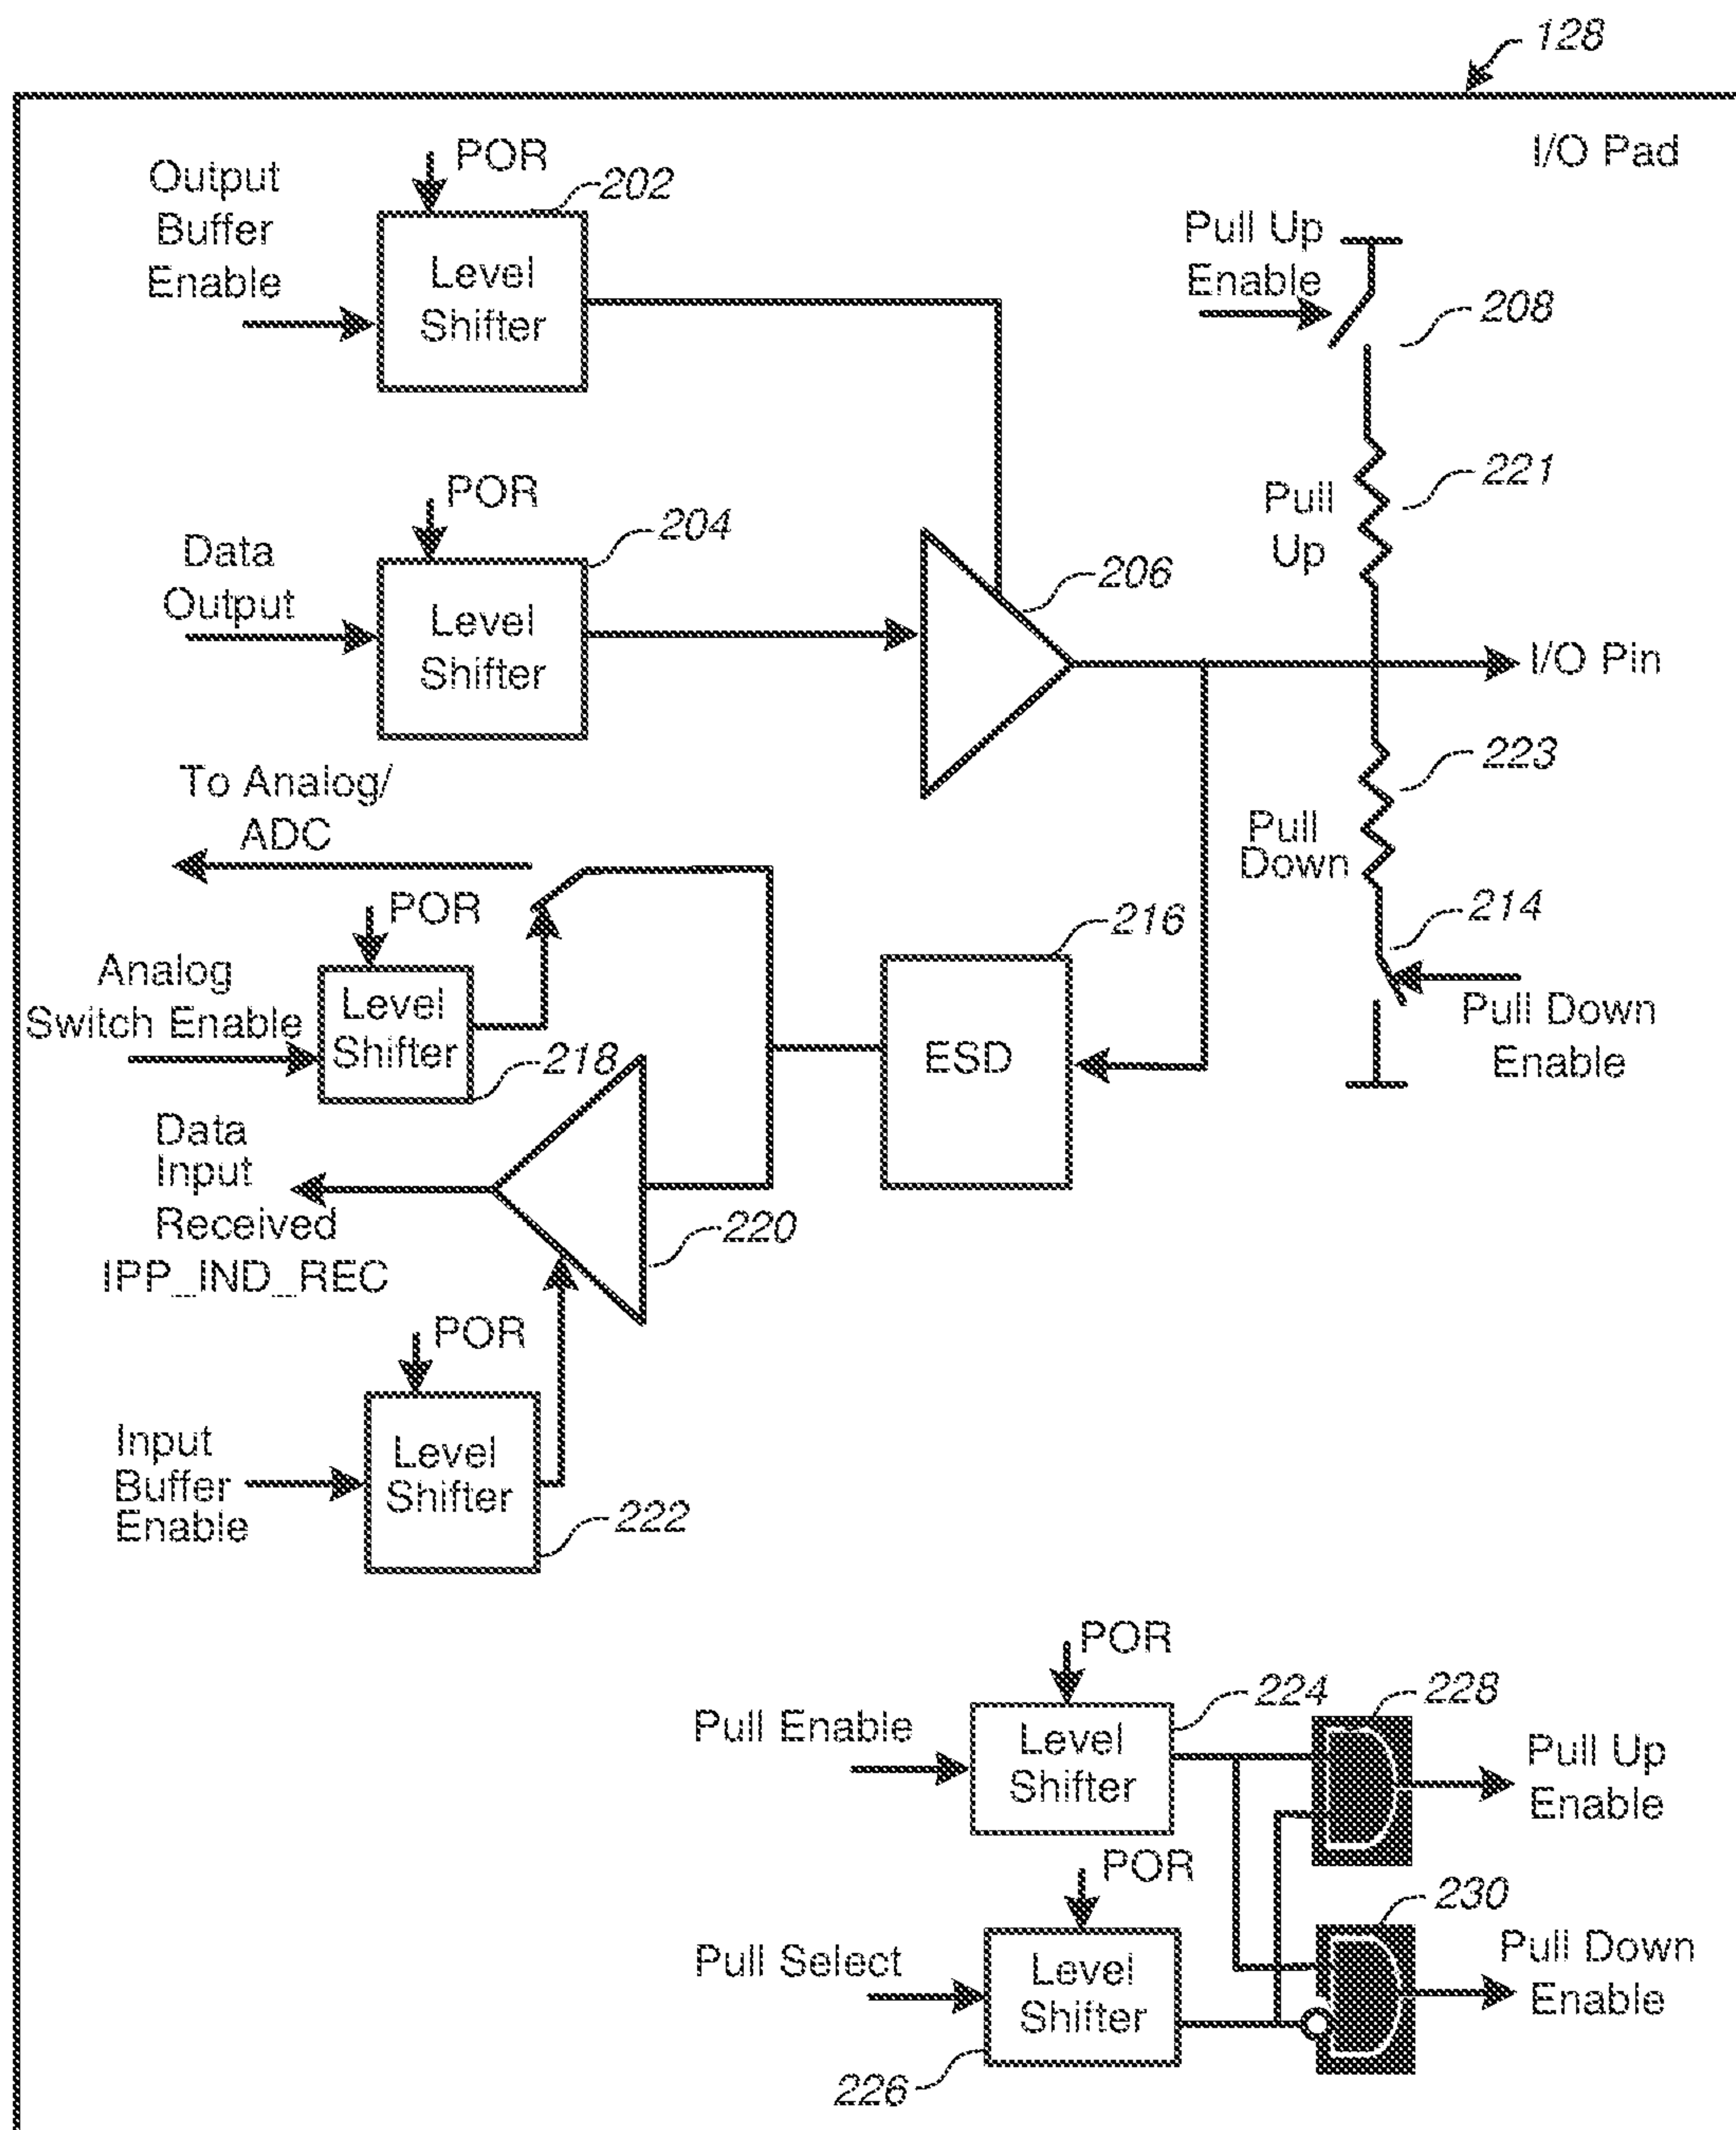 128
I/O Pad
POR
202
Output
Buffer
Enable
Level
Shifter
Pull Up
Enable
208
POR
204
Data
Output
Level
Shifter
206
Pull
Up
221
I/O Pin
To Analog/
ADC
223
Pull
Down
POR
216
214
Analog
Switch Enable
Level
Shifter
218
ESD
Pull Down
Enable
Data
Input
Received
IPP_IND_REC
220
POR
Input
Buffer
Enable
Level
Shifter
222
POR
224
228
Pull Enable
Level
Shifter
Pull Up
Enable
POR
230
Pull Select
Level
Shifter
Pull Down
Enable
226